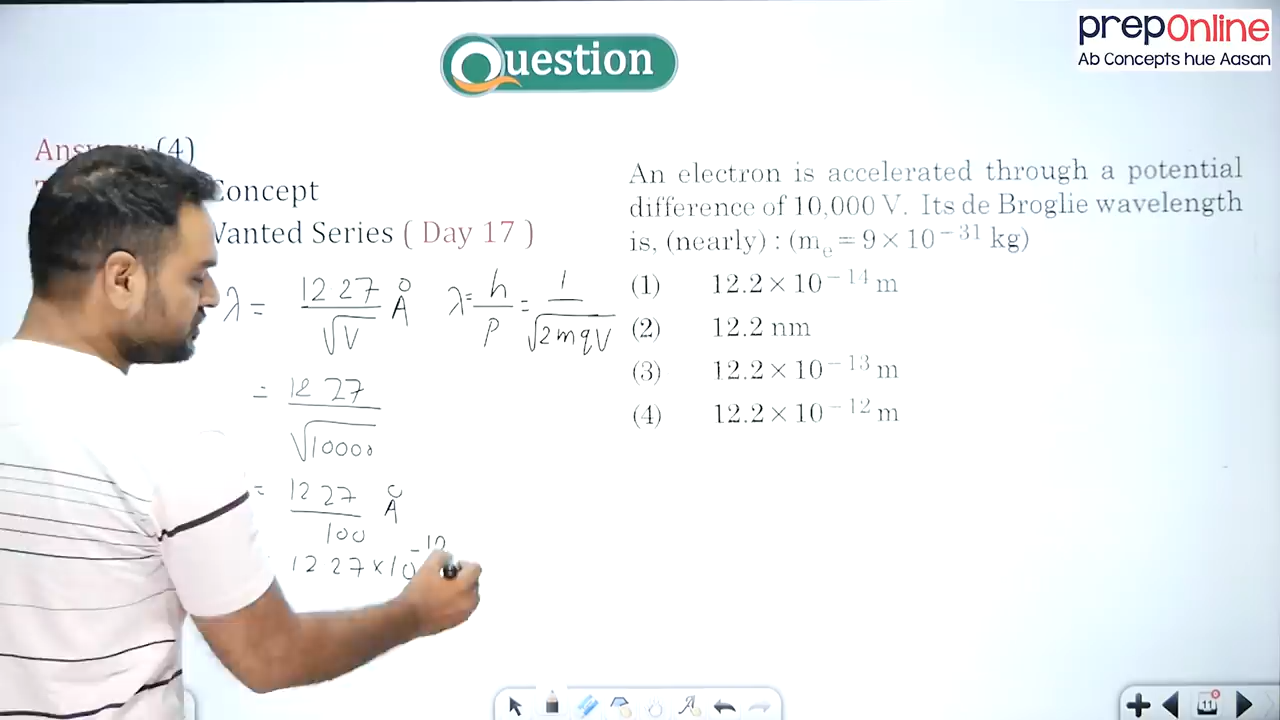 prepOnline
Ab Concepts hue Aasan
Question
Answer: (4)
Concept
Wanted Series ( Day 17 )
λ = 12.27 / √V Å λ = h / p = 1 / √2mqV
= 12.27 / √10000
= 12.27 / 100 Å
= 12.27 × 10⁻¹²
An electron is accelerated through a potential
difference of 10,000 V. Its de Broglie wavelength
is, (nearly) : (mₑ = 9 × 10⁻³¹ kg)
(1) 12.2 × 10⁻¹⁴ m
(2) 12.2 nm
(3) 12.2 × 10⁻¹³ m
(4) 12.2 × 10⁻¹² m
11